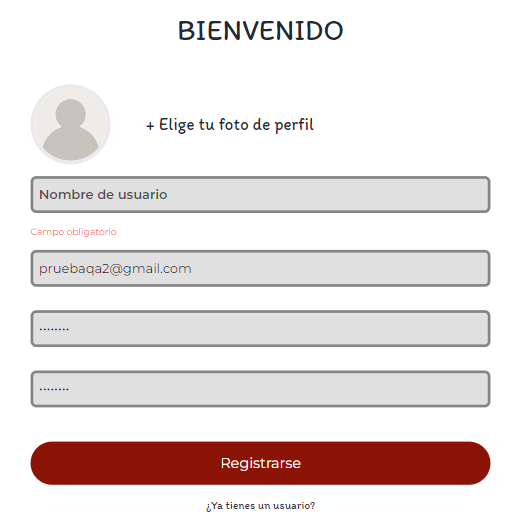 BIENVENIDO
+ Elige tu foto de perfil
Nombre de usuario
Campo obligatorio
pruebaqa2@gmail.com
········
········
Registrarse
¿Ya tienes un usuario?